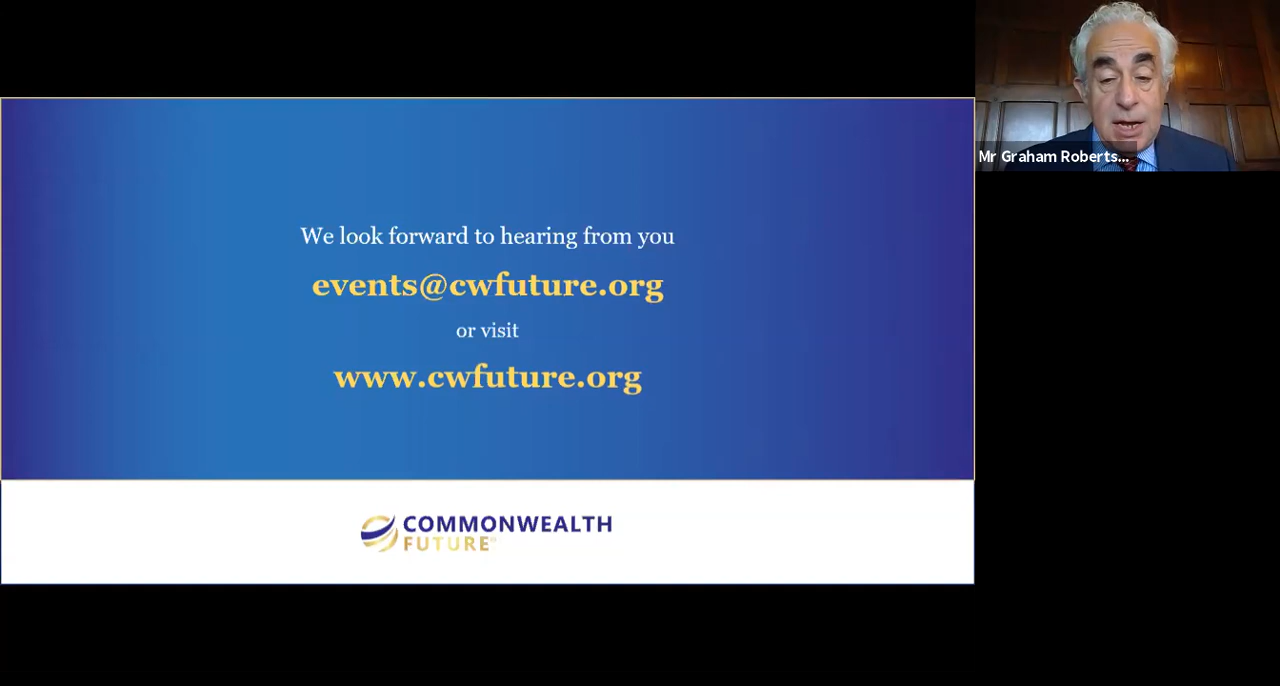 We look forward to hearing from you
events@cwfuture.org
or visit
www.cwfuture.org
COMMONWEALTH
FUTURE
Mr Graham Roberts...